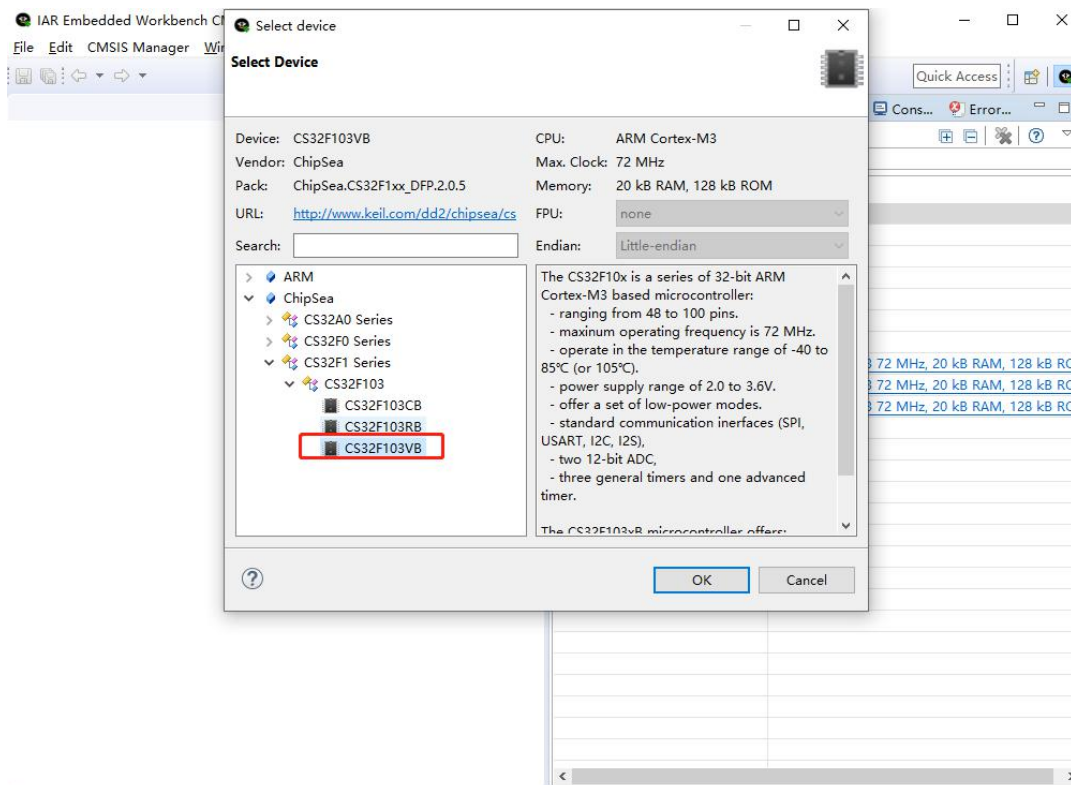 IAR Embedded Workbench
File Edit CMSIS Manager
Select device
Select Device
Device: CS32F103VB
Vendor: ChipSea
Pack: ChipSea.CS32F1xx_DFP.2.0.5
URL: http://www.keil.com/dd2/chipsea/cs
Search:
CPU: ARM Cortex-M3
Max. Clock: 72 MHz
Memory: 20 kB RAM, 128 kB ROM
FPU: none
Endian: Little-endian
ARM
ChipSea
CS32A0 Series
CS32F0 Series
CS32F1 Series
CS32F103
CS32F103CB
CS32F103RB
CS32F103VB
The CS32F10x is a series of 32-bit ARM
Cortex-M3 based microcontroller:
- ranging from 48 to 100 pins.
- maxinum operating frequency is 72 MHz.
- operate in the temperature range of -40 to
85℃ (or 105℃).
- power supply range of 2.0 to 3.6V.
- offer a set of low-power modes.
- standard communication inerfaces (SPI,
USART, I2C, I2S),
- two 12-bit ADC,
- three general timers and one advanced
timer.
The CS32F103xB microcontroller offers:
OK
Cancel
Quick Access
Cons... Error...
3 72 MHz, 20 kB RAM, 128 kB
3 72 MHz, 20 kB RAM, 128 kB
3 72 MHz, 20 kB RAM, 128 kB